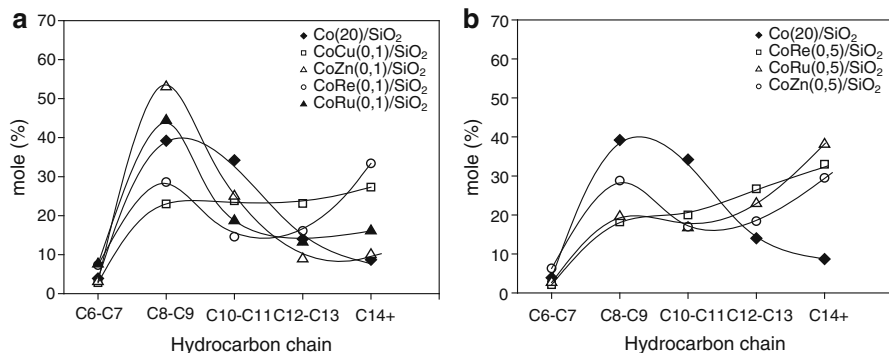 a
70
60
50
40
30
20
10
0
mole (%)
Co(20)/SiO₂
CoCu(0,1)/SiO₂
CoZn(0,1)/SiO₂
CoRe(0,1)/SiO₂
CoRu(0,1)/SiO₂
C6-C7
C8-C9
C10-C11
C12-C13
C14+
Hydrocarbon chain
b
70
60
50
40
30
20
10
0
mole (%)
Co(20)/SiO₂
CoRe(0,5)/SiO₂
CoRu(0,5)/SiO₂
CoZn(0,5)/SiO₂
C6-C7
C8-C9
C10-C11
C12-C13
C14+
Hydrocarbon chain